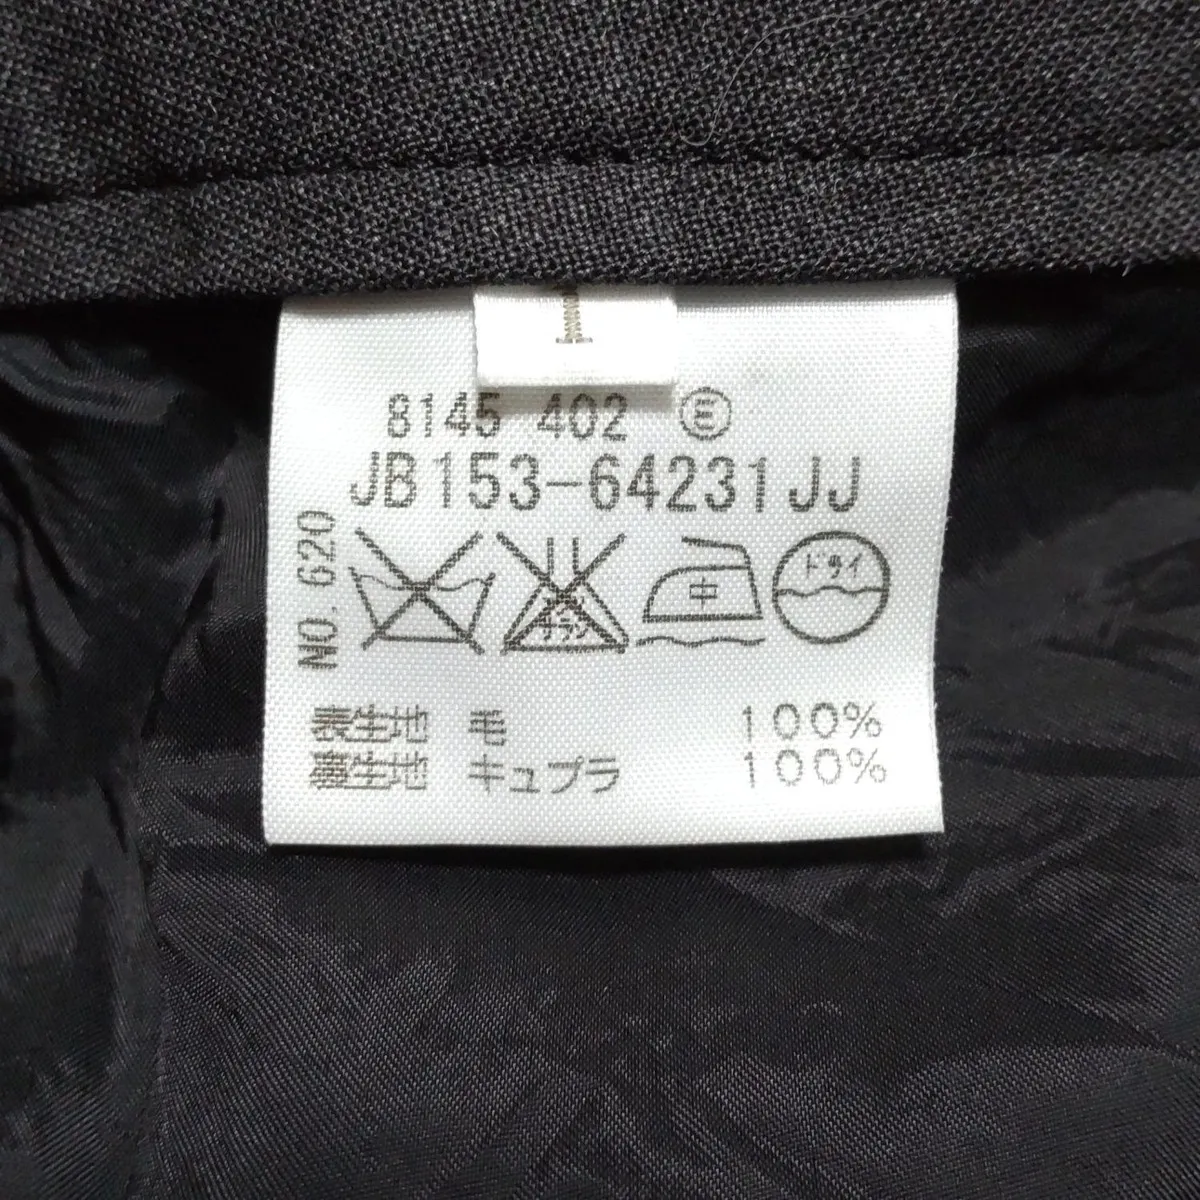 I
8145 402 Ⓔ
JB153-64231JJ
NO.620
中
ドライ
表生地 毛 100%
裏生地 キュプラ 100%